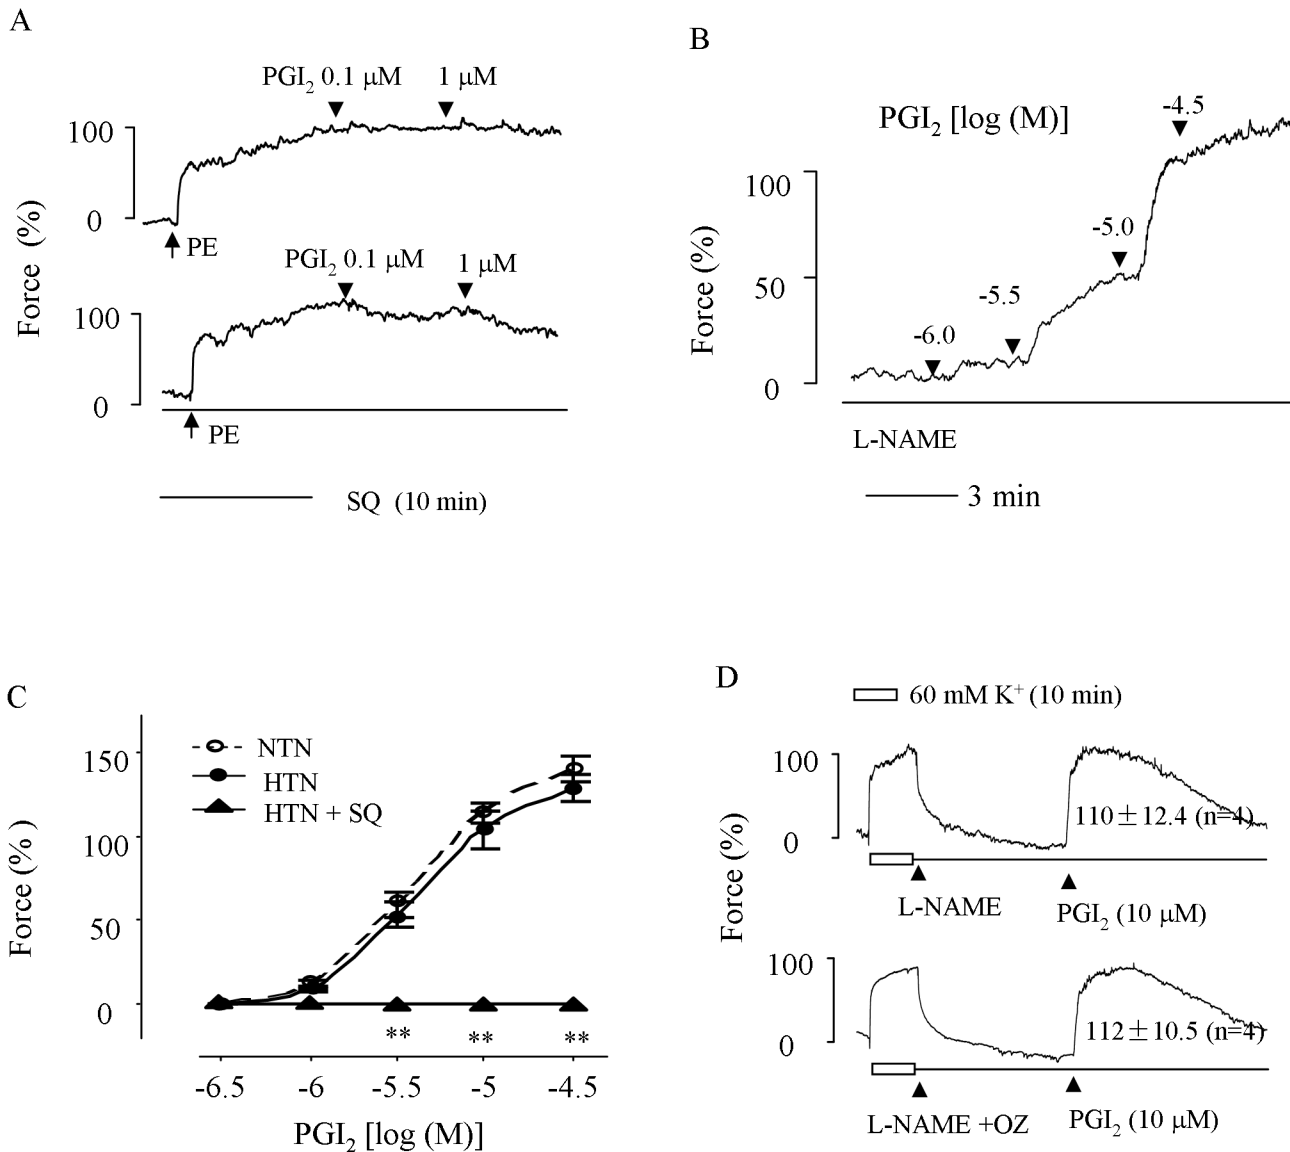 A
PGI₂ 0.1 μM 1 μM
100
0
PE
PGI₂ 0.1 μM 1 μM
100
0
PE
Force (%)
SQ (10 min)
B
PGI₂ [log (M)]
-4.5
100
-5.0
50
-5.5
-6.0
0
Force (%)
L-NAME
3 min
C
150
100
50
0
Force (%)
NTN
HTN
HTN + SQ
** ** **
-6.5 -6 -5.5 -5 -4.5
PGI₂ [log (M)]
D
60 mM K⁺ (10 min)
100
0
110±12.4 (n=4)
L-NAME PGI₂ (10 μM)
Force (%)
100
0
112±10.5 (n=4)
L-NAME +OZ PGI₂ (10 μM)